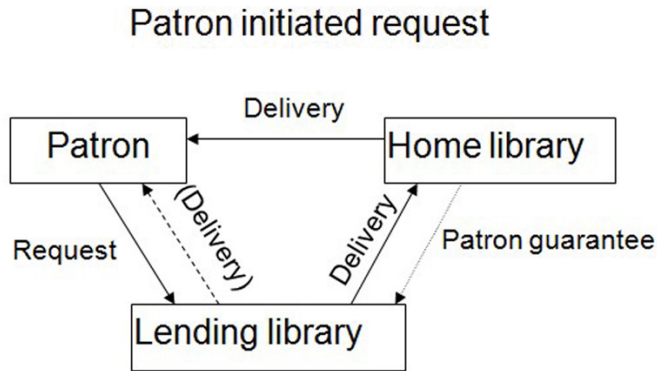 Patron initiated request
Delivery
Patron
Home library
(Delivery)
Delivery
Request
Patron guarantee
Lending library